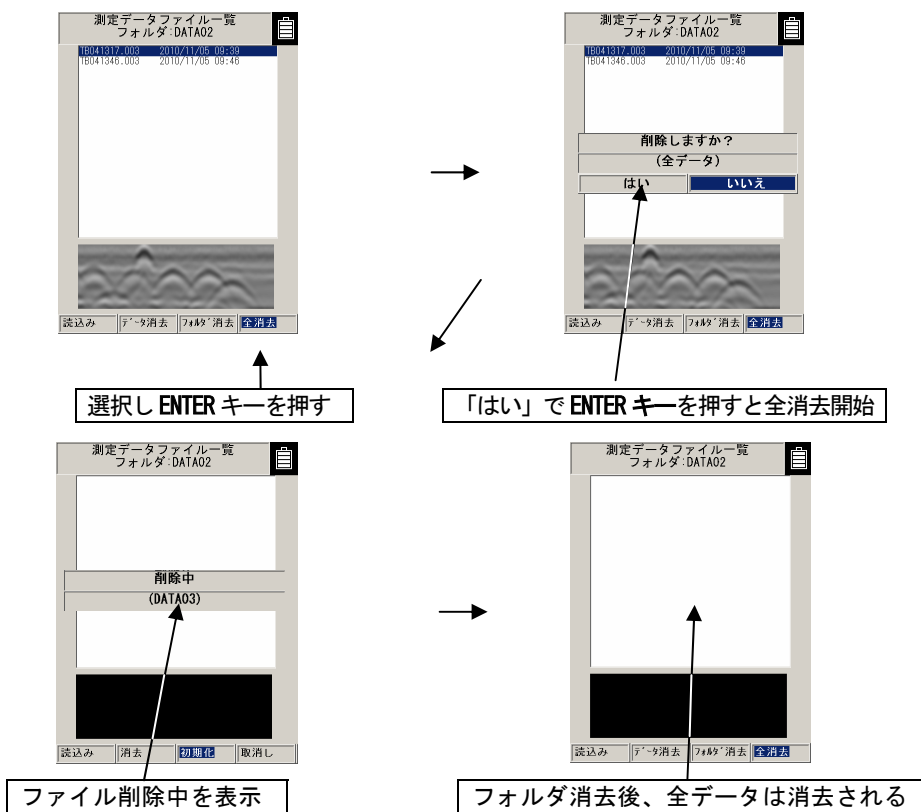 測定データファイル一覧
フォルダ:DATA02
TB041317.003 2010/11/05 09:39
TB041346.003 2010/11/05 09:46
読込み データ消去 フォルダ消去 全消去
選択し ENTER キーを押す
測定データファイル一覧
フォルダ:DATA02
TB041317.003 2010/11/05 09:39
TB041346.003 2010/11/05 09:46
削除しますか?
(全データ)
はい いいえ
読込み データ消去 フォルダ消去 全消去
「はい」で ENTER キーを押すと全消去開始
測定データファイル一覧
フォルダ:DATA02
削除中
(DATA03)
読込み 消去 初期化 取消し
ファイル削除中を表示
測定データファイル一覧
フォルダ:DATA02
読込み データ消去 フォルダ消去 全消去
フォルダ消去後、全データは消去される